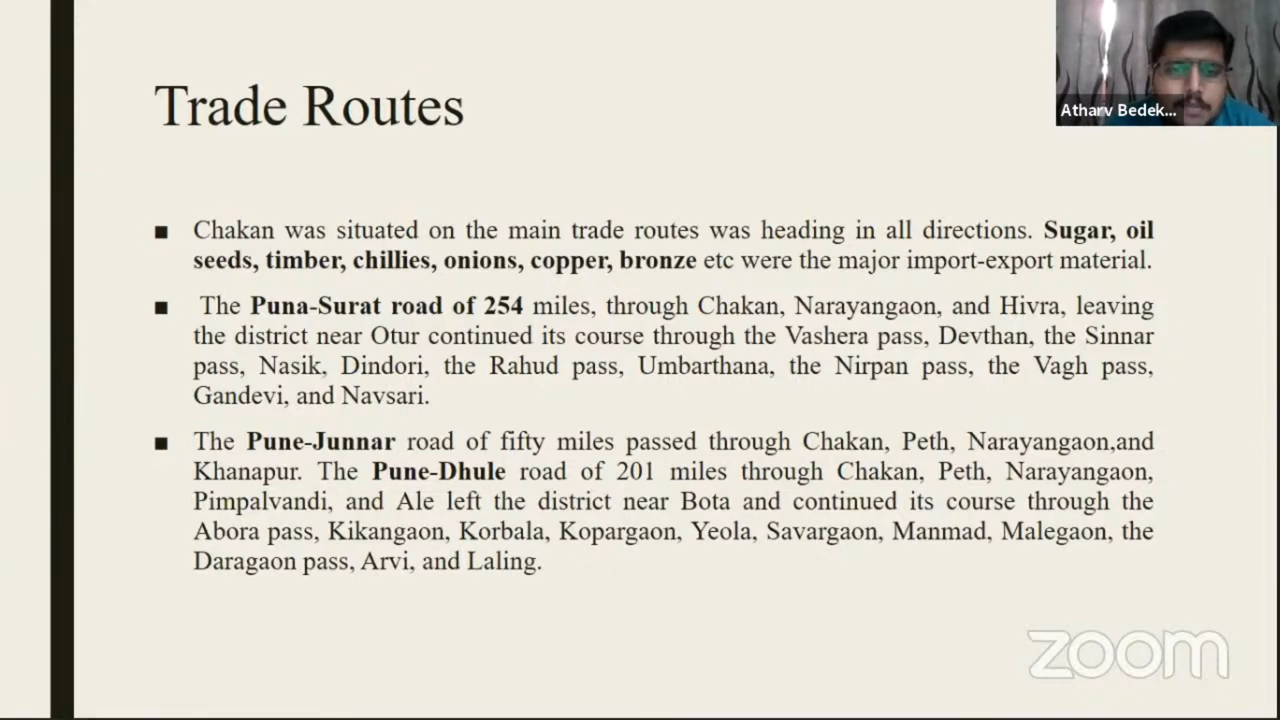 Trade Routes
Atharv Bedek...
■ Chakan was situated on the main trade routes was heading in all directions. Sugar, oil
seeds, timber, chillies, onions, copper, bronze etc were the major import-export material.
■ The Puna-Surat road of 254 miles, through Chakan, Narayangaon, and Hivra, leaving
the district near Otur continued its course through the Vashera pass, Devthan, the Sinnar
pass, Nasik, Dindori, the Rahud pass, Umbarthana, the Nirpan pass, the Vagh pass,
Gandevi, and Navsari.
■ The Pune-Junnar road of fifty miles passed through Chakan, Peth, Narayangaon,and
Khanapur. The Pune-Dhule road of 201 miles through Chakan, Peth, Narayangaon,
Pimpalvandi, and Ale left the district near Bota and continued its course through the
Abora pass, Kikangaon, Korbala, Kopargaon, Yeola, Savargaon, Manmad, Malegaon, the
Daragaon pass, Arvi, and Laling.
zoom